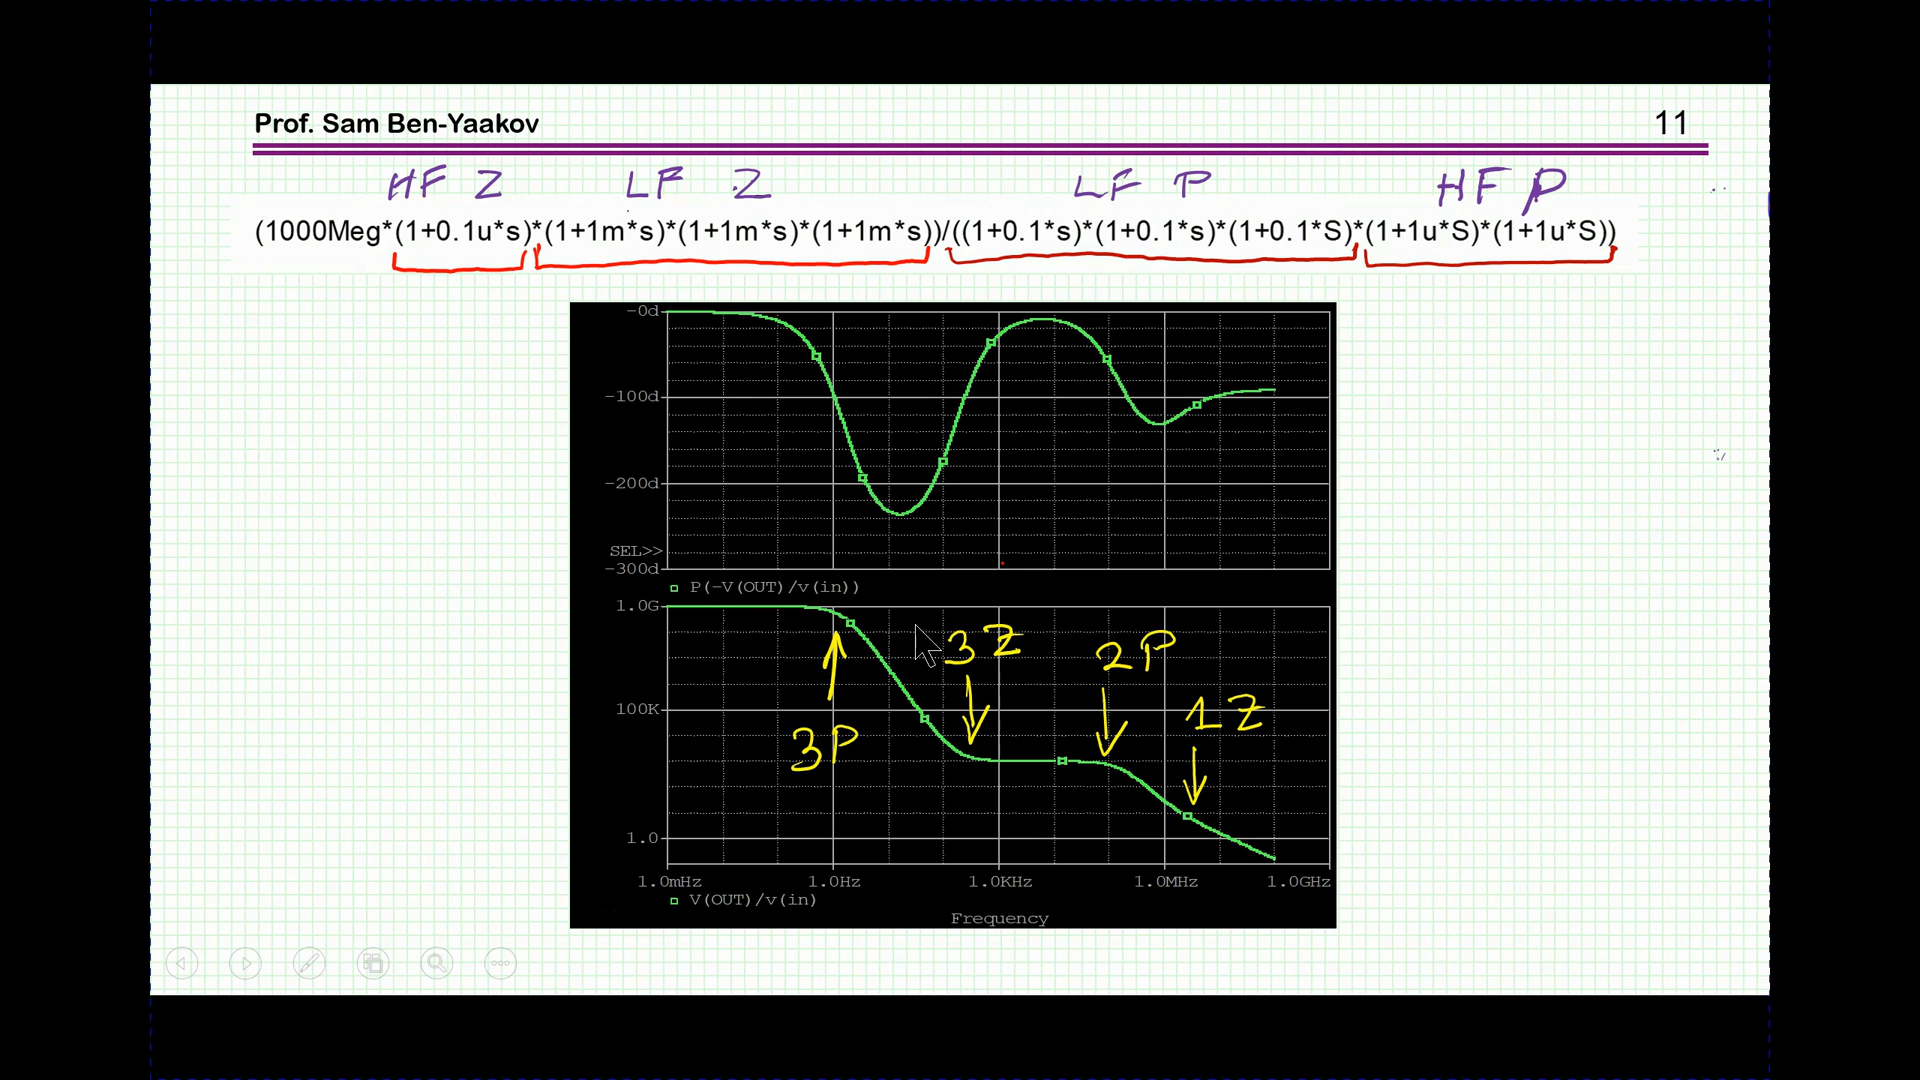 Prof. Sam Ben-Yaakov 11
HF Z LF Z LF P HF P
(1000Meg*(1+0.1u*s)*(1+1m*s)*(1+1m*s)*(1+1m*s))/((1+0.1*s)*(1+0.1*s)*(1+0.1*S)*(1+1u*S)*(1+1u*S))
-0d
-100d
-200d
SEL>>
-300d
P(-V(OUT)/v(in))
1.0G
3Z 2P
100K 1Z
3P
1.0
1.0mHz 1.0Hz 1.0KHz 1.0MHz 1.0GHz
V(OUT)/v(in)
Frequency